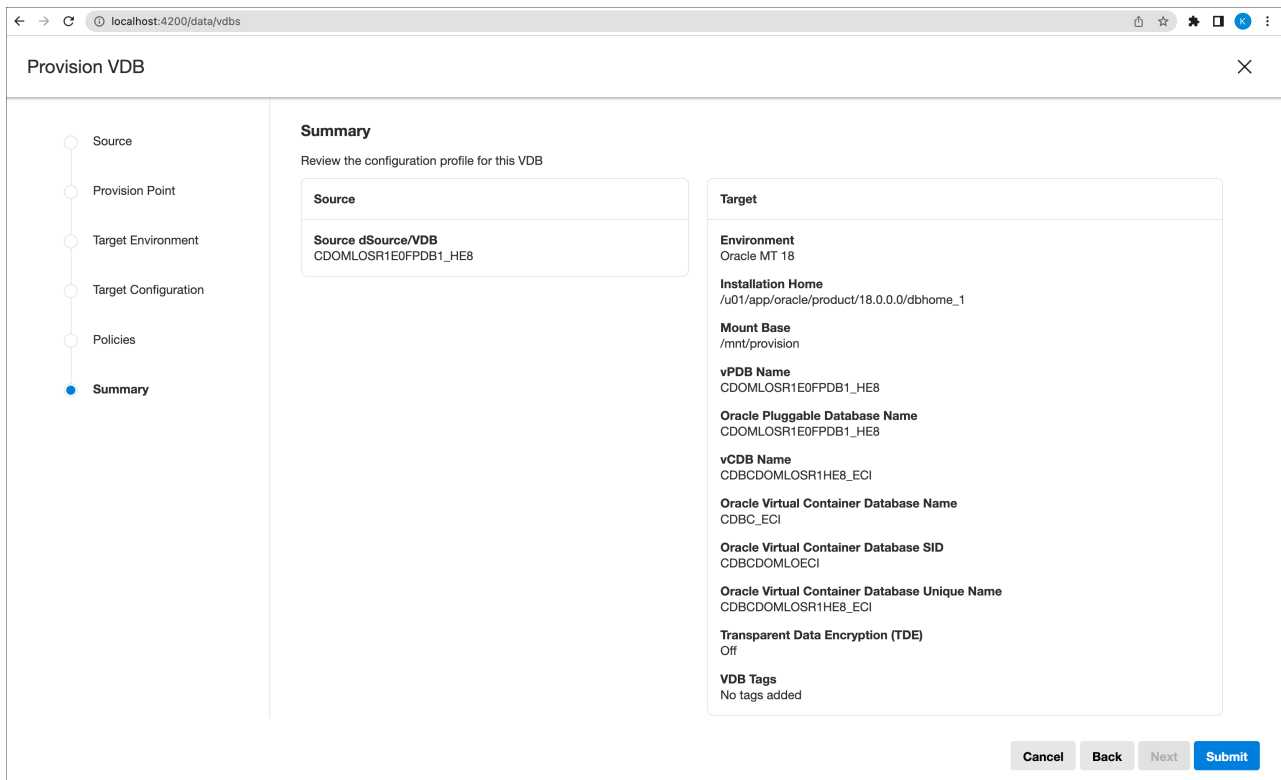 localhost:4200/data/vdbs
K
Provision VDB
Source
Provision Point
Target Environment
Target Configuration
Policies
Summary
Summary
Review the configuration profile for this VDB
Source
Source dSource/VDB
CDOMLOSR1E0FPDB1_HE8
Target
Environment
Oracle MT 18
Installation Home
/u01/app/oracle/product/18.0.0.0/dbhome_1
Mount Base
/mnt/provision
vPDB Name
CDOMLOSR1E0FPDB1_HE8
Oracle Pluggable Database Name
CDOMLOSR1E0FPDB1_HE8
vCDB Name
CDBCDOMLOSR1HE8_ECI
Oracle Virtual Container Database Name
CDBC_ECI
Oracle Virtual Container Database SID
CDBCDOMLOECI
Oracle Virtual Container Database Unique Name
CDBCDOMLOSR1HE8_ECI
Transparent Data Encryption (TDE)
Off
VDB Tags
No tags added
Cancel Back Next Submit